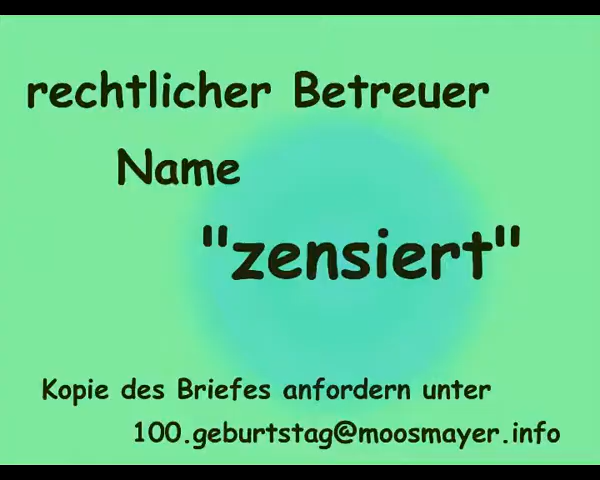 rechtlicher Betreuer
Name
"zensiert"
Kopie des Briefes anfordern unter
100.geburtstag@moosmayer.info